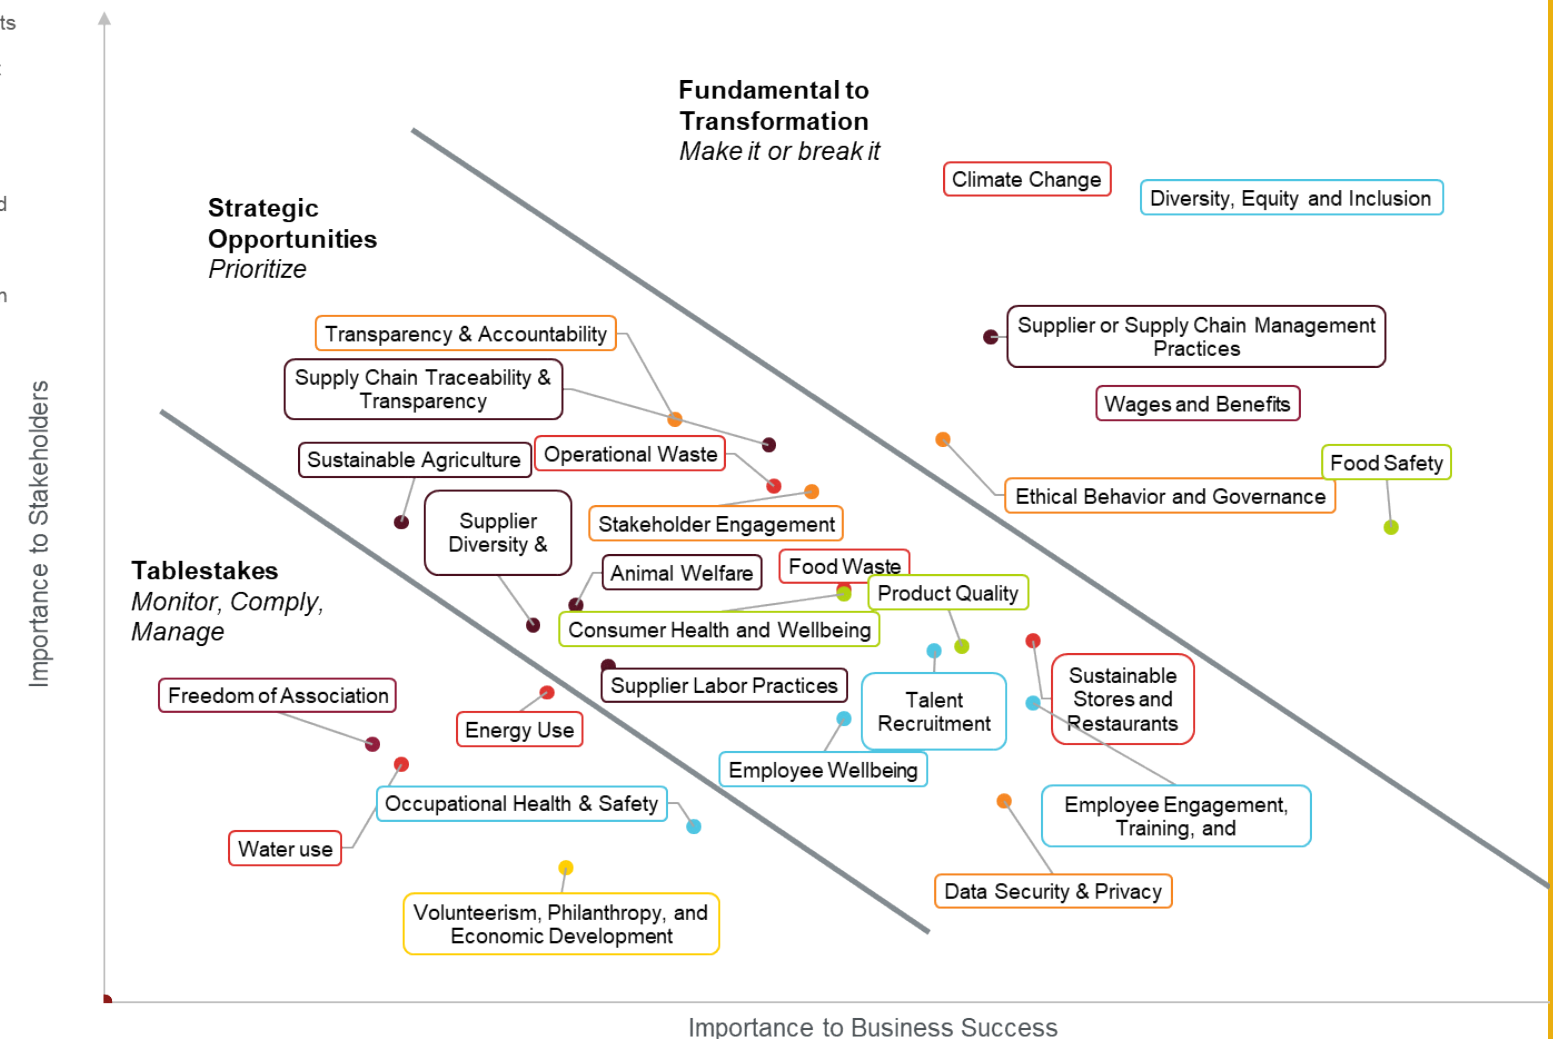 ts
d
n
Fundamental to
Transformation
Make it or break it
Climate Change
Diversity, Equity and Inclusion
Strategic
Opportunities
Prioritize
Transparency & Accountability
Supplier or Supply Chain Management
Practices
Supply Chain Traceability &
Transparency
Wages and Benefits
Sustainable Agriculture
Operational Waste
Food Safety
Ethical Behavior and Governance
Supplier
Diversity &
Stakeholder Engagement
Tablestakes
Monitor, Comply,
Manage
Animal Welfare
Food Waste
Product Quality
Consumer Health and Wellbeing
Freedom of Association
Supplier Labor Practices
Sustainable
Stores and
Restaurants
Talent
Recruitment
Energy Use
Employee Wellbeing
Occupational Health & Safety
Employee Engagement,
Training, and
Water use
Data Security & Privacy
Volunteerism, Philanthropy, and
Economic Development
Importance to Stakeholders
Importance to Business Success